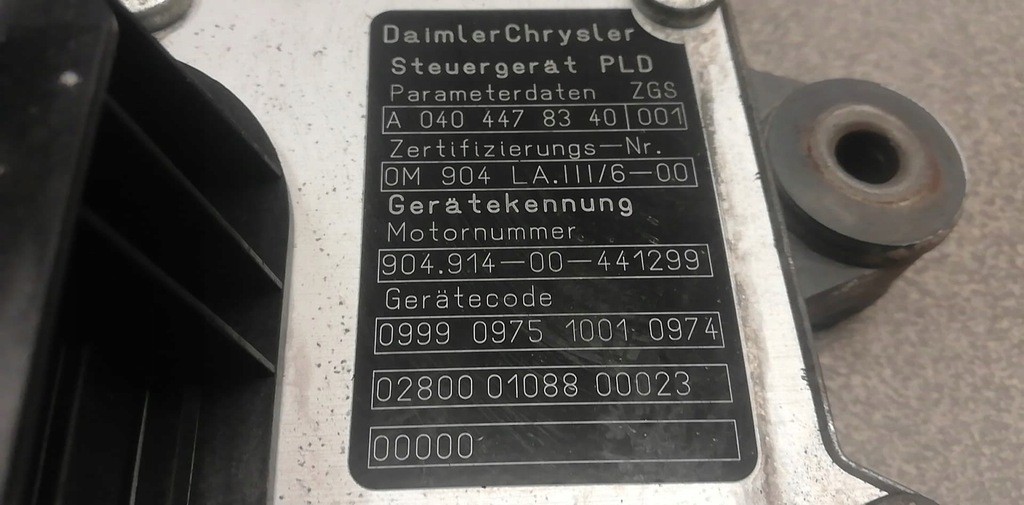 DaimlerChrysler
Steuergerät PLD
Parameterdaten ZGS
A 040 447 83 40 001
Zertifizierungs-Nr.
OM 904 LA.III/6-00
Gerätekennung
Motornummer
904.914-00-441299
Gerätecode
0999 0975 1001 0974
02800 01088 00023
00000